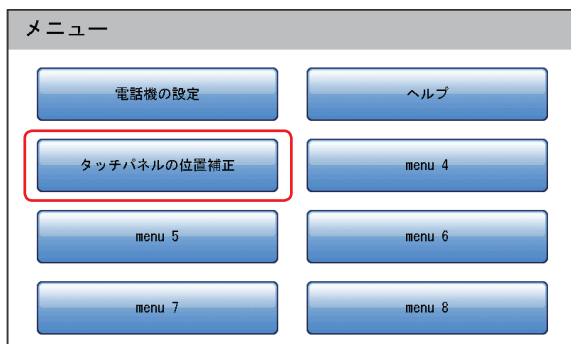 メニュー
電話機の設定
ヘルプ
タッチパネルの位置補正
menu 4
menu 5
menu 6
menu 7
menu 8